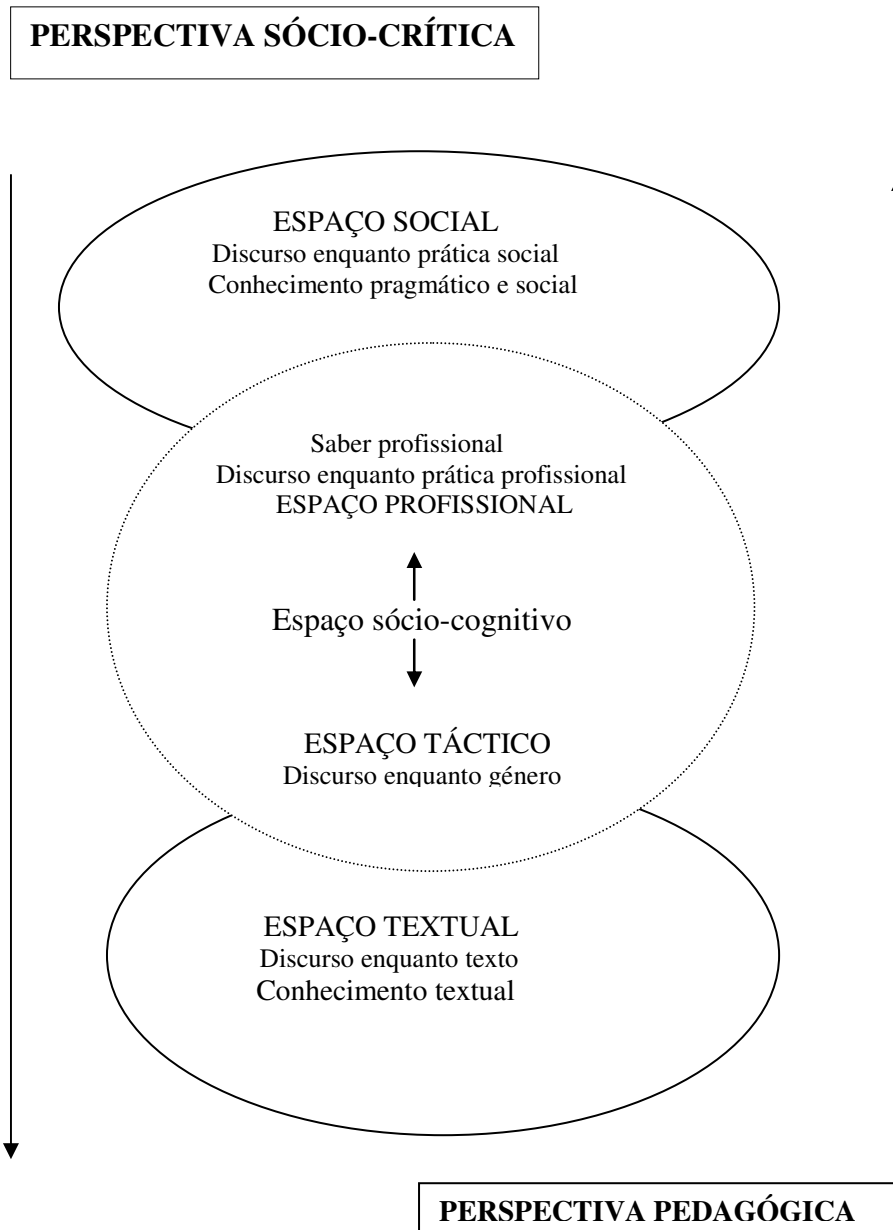 PERSPECTIVA SÓCIO-CRÍTICA
ESPAÇO SOCIAL
Discurso enquanto prática social
Conhecimento pragmático e social
Saber profissional
Discurso enquanto prática profissional
ESPAÇO PROFISSIONAL
Espaço sócio-cognitivo
ESPAÇO TÁCTICO
Discurso enquanto género
ESPAÇO TEXTUAL
Discurso enquanto texto
Conhecimento textual
PERSPECTIVA PEDAGÓGICA